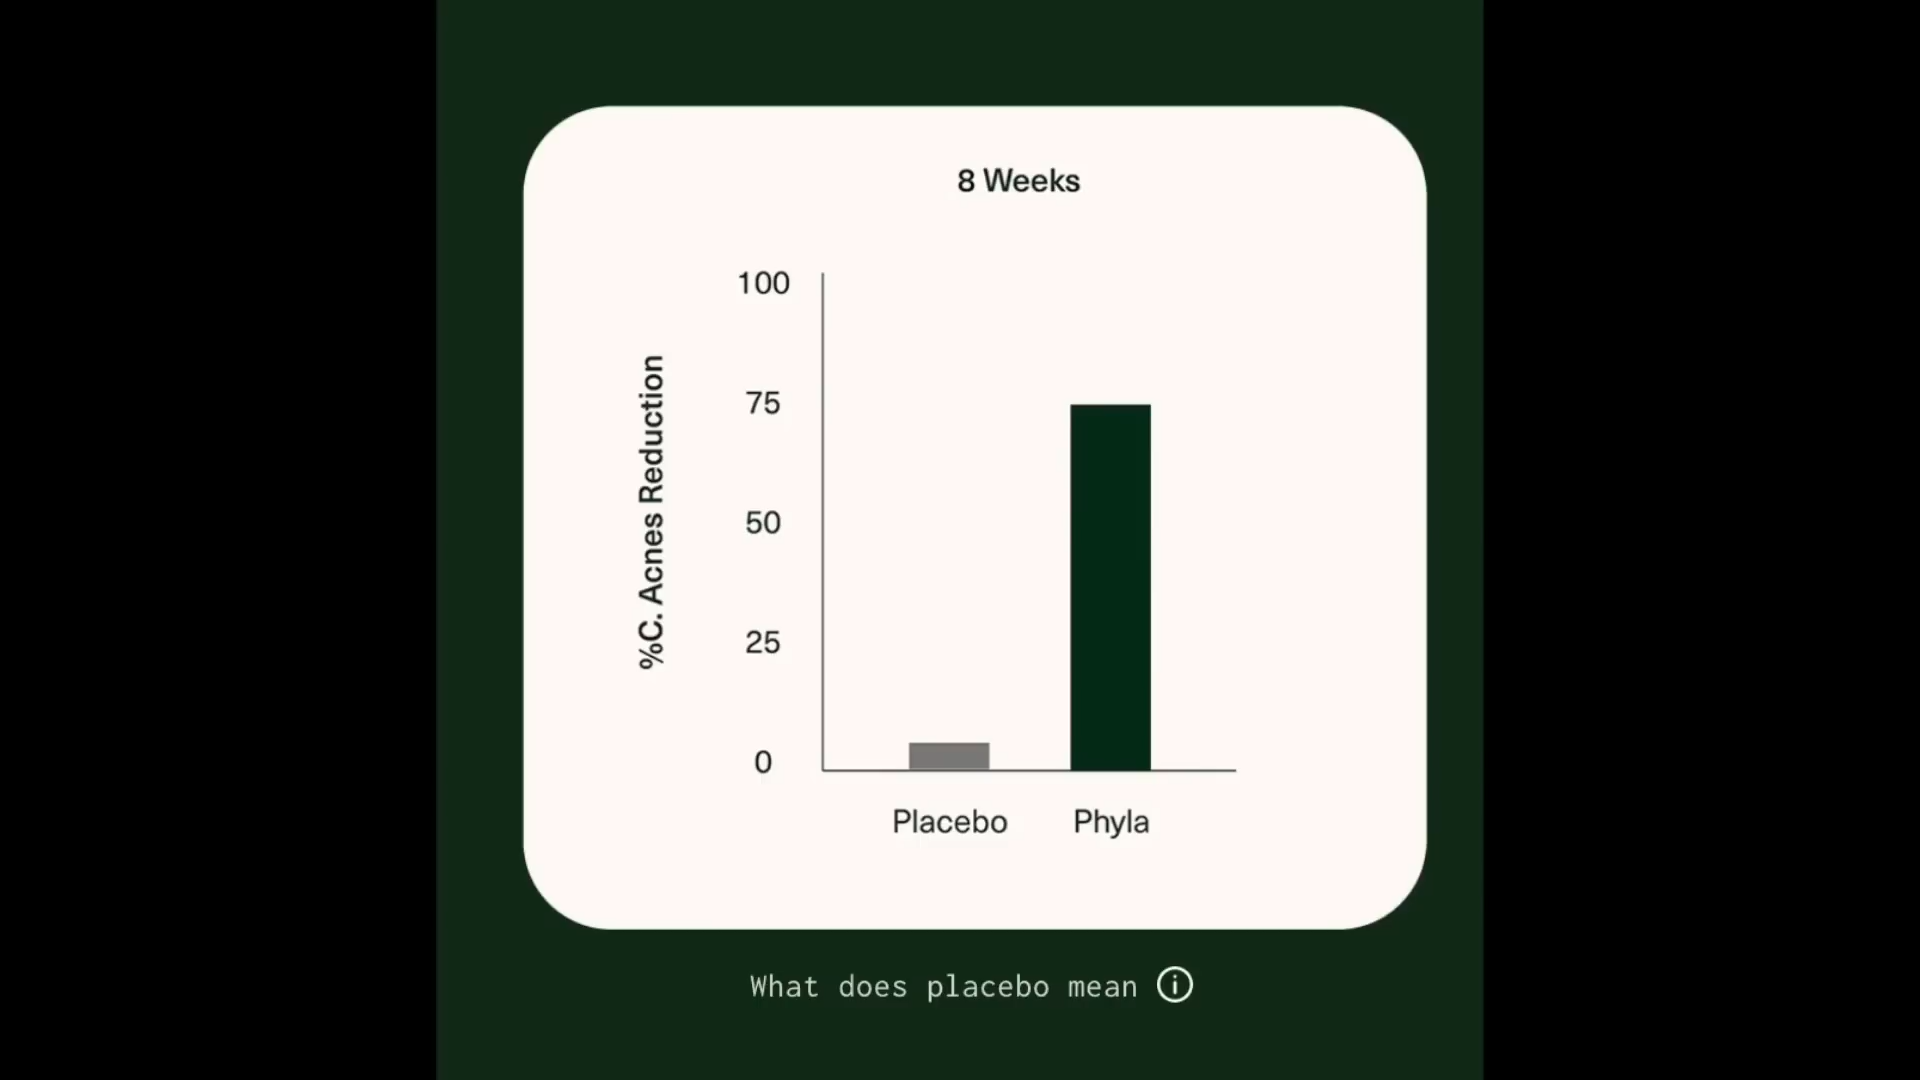 8 Weeks
100
75
50
25
0
%C. Acnes Reduction
Placebo
Phyla
What does placebo mean